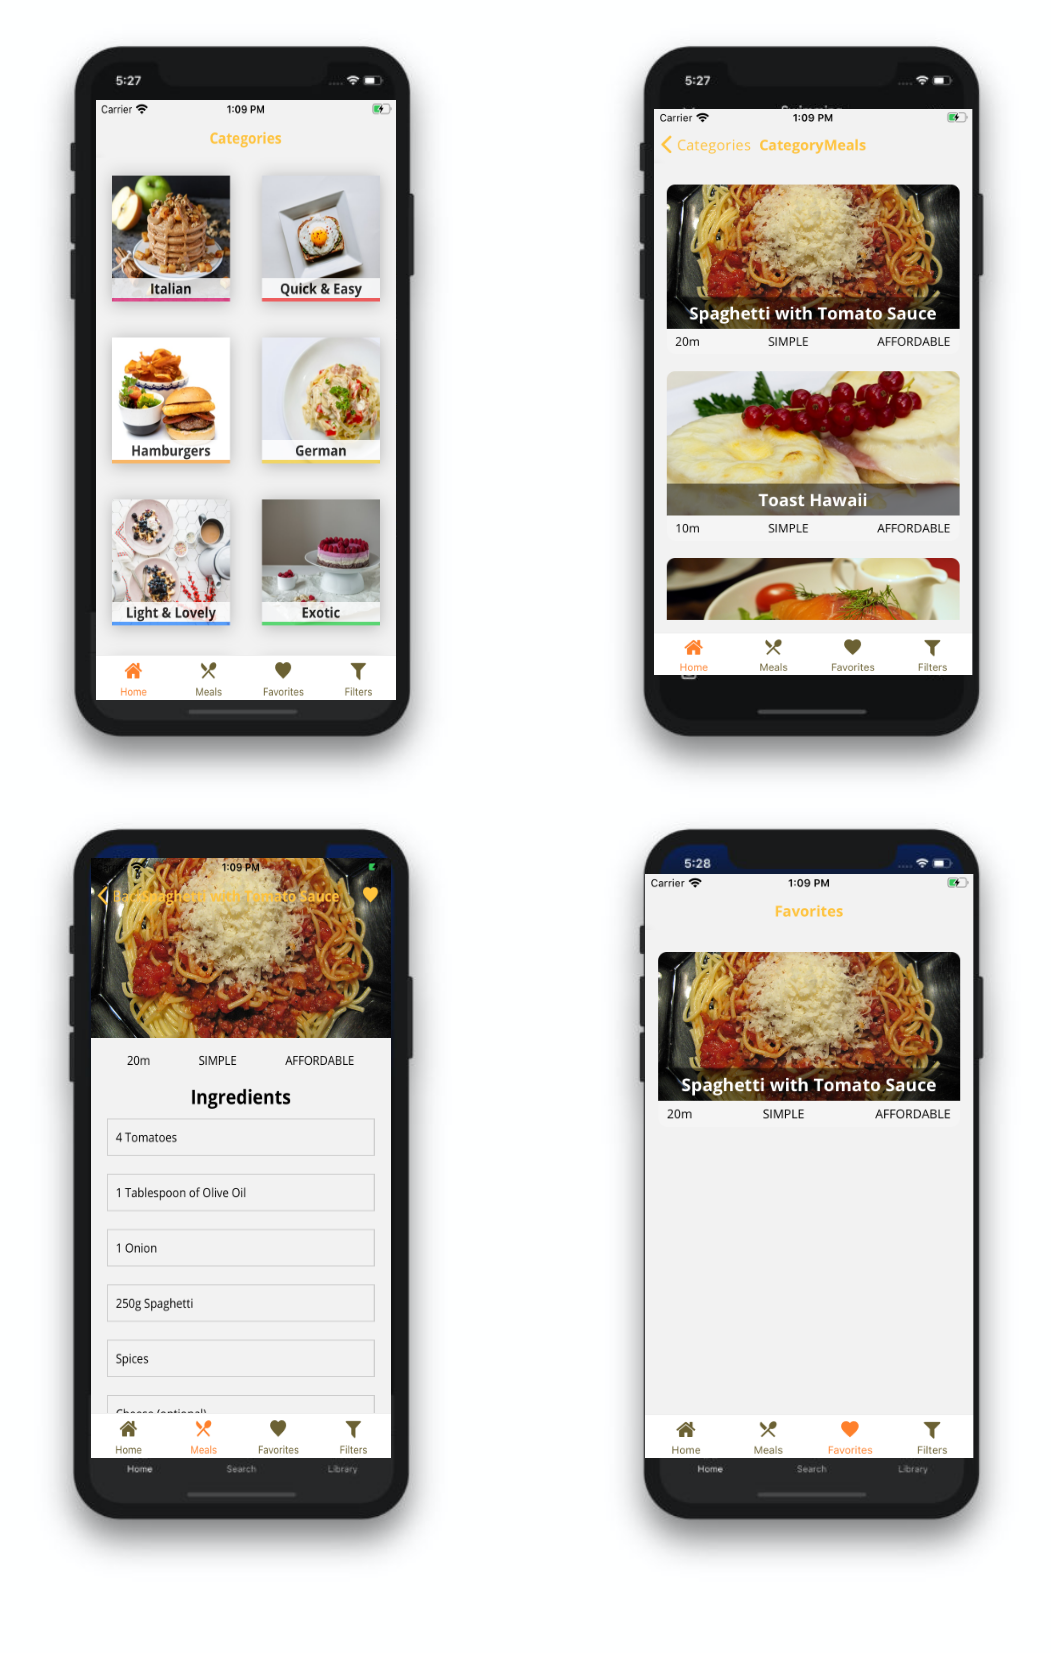 5:27
Carrier 1:09 PM
Categories
Italian
Quick & Easy
Hamburgers
German
Light & Lovely
Exotic
Home Meals Favorites Filters
5:27
Swimming
Carrier 1:09 PM
Categories CategoryMeals
Spaghetti with Tomato Sauce
20m SIMPLE AFFORDABLE
Toast Hawaii
10m SIMPLE AFFORDABLE
Home Meals Favorites Filters
1:09 PM
Back Spaghetti with Tomato Sauce
20m SIMPLE AFFORDABLE
Ingredients
4 Tomatoes
1 Tablespoon of Olive Oil
1 Onion
250g Spaghetti
Spices
Cheese (optional)
Home Meals Favorites Filters
Home Search Library
5:28
Carrier 1:09 PM
Favorites
Spaghetti with Tomato Sauce
20m SIMPLE AFFORDABLE
Home Meals Favorites Filters
Home Search Library